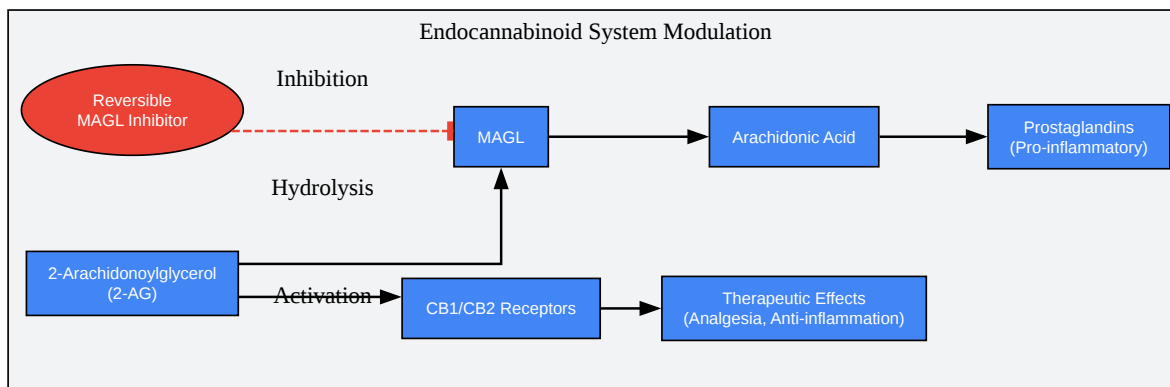 Endocannabinoid System Modulation
Inhibition
Reversible
MAGL Inhibitor
MAGL
Arachidonic Acid
Prostaglandins
(Pro-inflammatory)
Hydrolysis
2-Arachidonoylglycerol
(2-AG)
Activation
CB1/CB2 Receptors
Therapeutic Effects
(Analgesia, Anti-inflammation)